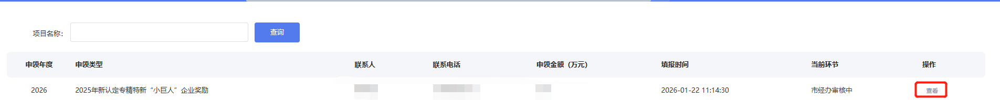 项目名称: 查询
申领年度 申领类型 联系人 联系电话 申领金额（万元） 填报时间 当前环节 操作
2026 2025年新认定专精特新“小巨人”企业奖励 2026-01-22 11:14:30 市经办审核中 查看